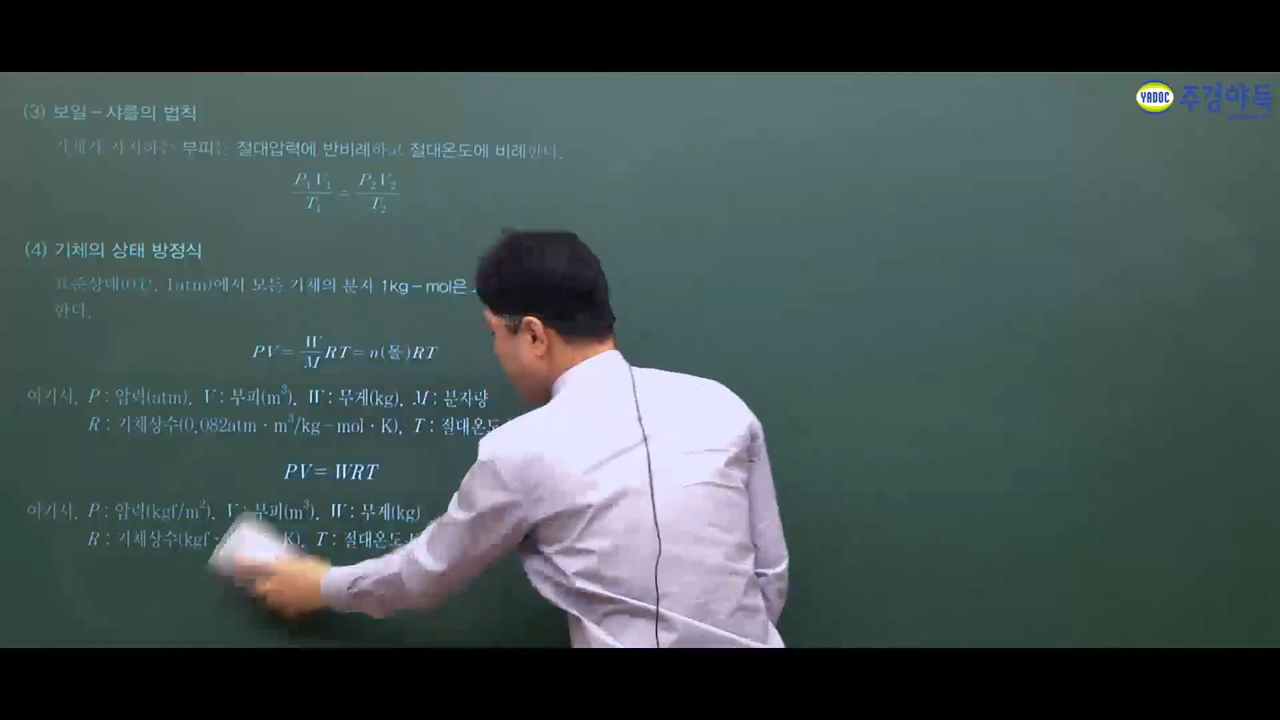 YADOC 주경야독
(3) 보일-샤를의 법칙
기체가 차지하는 부피는 절대압력에 반비례하고 절대온도에 비례한다.
P₁V₁/T₁ = P₂V₂/T₂
(4) 기체의 상태 방정식
표준상태(0℃, 1atm)에서 모든 기체의 분자 1kg-mol은
한다.
PV = W/M RT = n(몰)RT
여기서, P : 압력(atm), V : 부피(m³), W : 무게(kg), M : 분자량
R : 기체상수(0.082atm · m³/kg-mol · K), T : 절대온도
PV = WRT
여기서, P : 압력(kgf/m²), V : 부피(m³), W : 무게(kg)
R : 기체상수(kgf · K), T : 절대온도